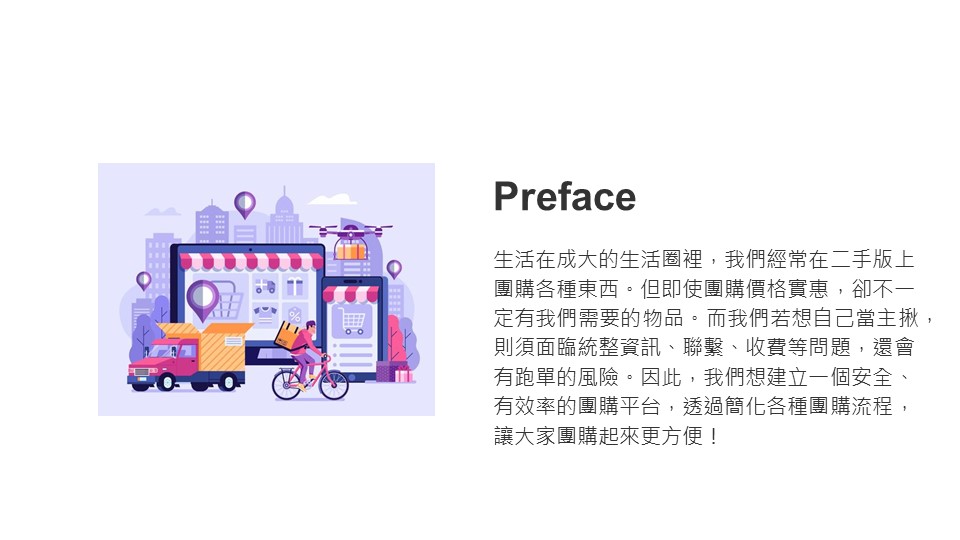 Preface
生活在成大的生活圈裡，我們經常在二手版上
團購各種東西。但即使團購價格實惠，卻不一
定有我們需要的物品。而我們若想自己當主揪，
則須面臨統整資訊、聯繫、收費等問題，還會
有跑單的風險。因此，我們想建立一個安全、
有效率的團購平台，透過簡化各種團購流程，
讓大家團購起來更方便！